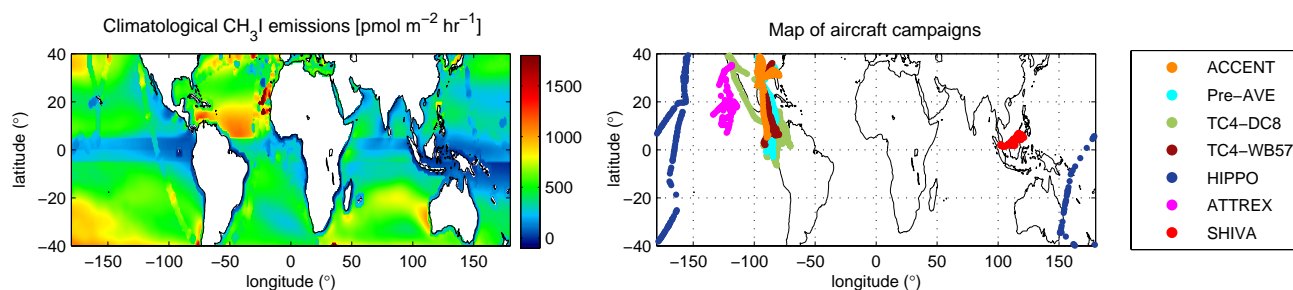 Climatological CH₃I emissions [pmol m⁻² hr⁻¹]
40
20
0
−20
−40
latitude (°)
−150 −100 −50 0 50 100 150
longitude (°)
1500
1000
500
0
Map of aircraft campaigns
40
20
0
−20
−40
latitude (°)
−150 −100 −50 0 50 100 150
longitude (°)
ACCENT
Pre−AVE
TC4−DC8
TC4−WB57
HIPPO
ATTREX
SHIVA